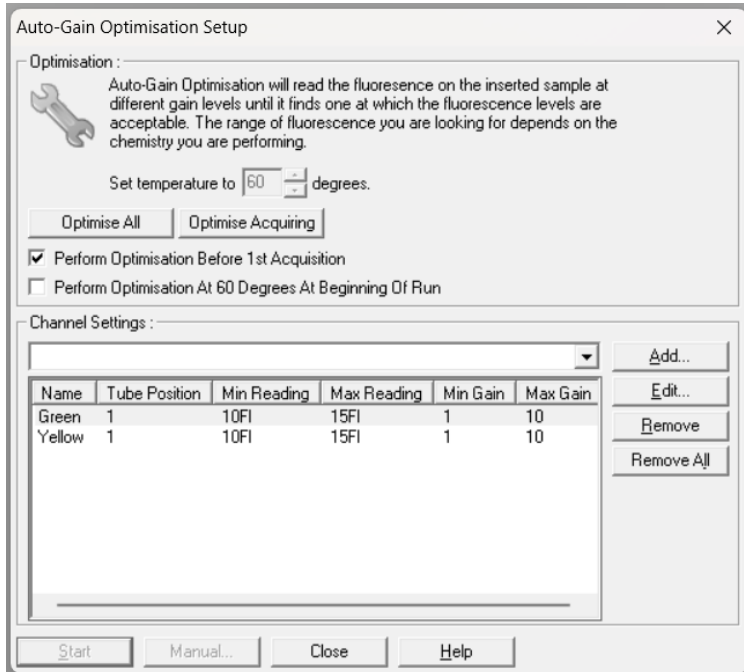 Auto-Gain Optimisation Setup
Optimisation :
Auto-Gain Optimisation will read the fluoresence on the inserted sample at
different gain levels until it finds one at which the fluorescence levels are
acceptable. The range of fluorescence you are looking for depends on the
chemistry you are performing.
Set temperature to 60 degrees.
Optimise All Optimise Acquiring
Perform Optimisation Before 1st Acquisition
Perform Optimisation At 60 Degrees At Beginning Of Run
Channel Settings :
Add...
Name Tube Position Min Reading Max Reading Min Gain Max Gain Edit...
Green 1 10Fl 15Fl 1 10
Remove
Yellow 1 10Fl 15Fl 1 10
Remove All
Start Manual... Close Help